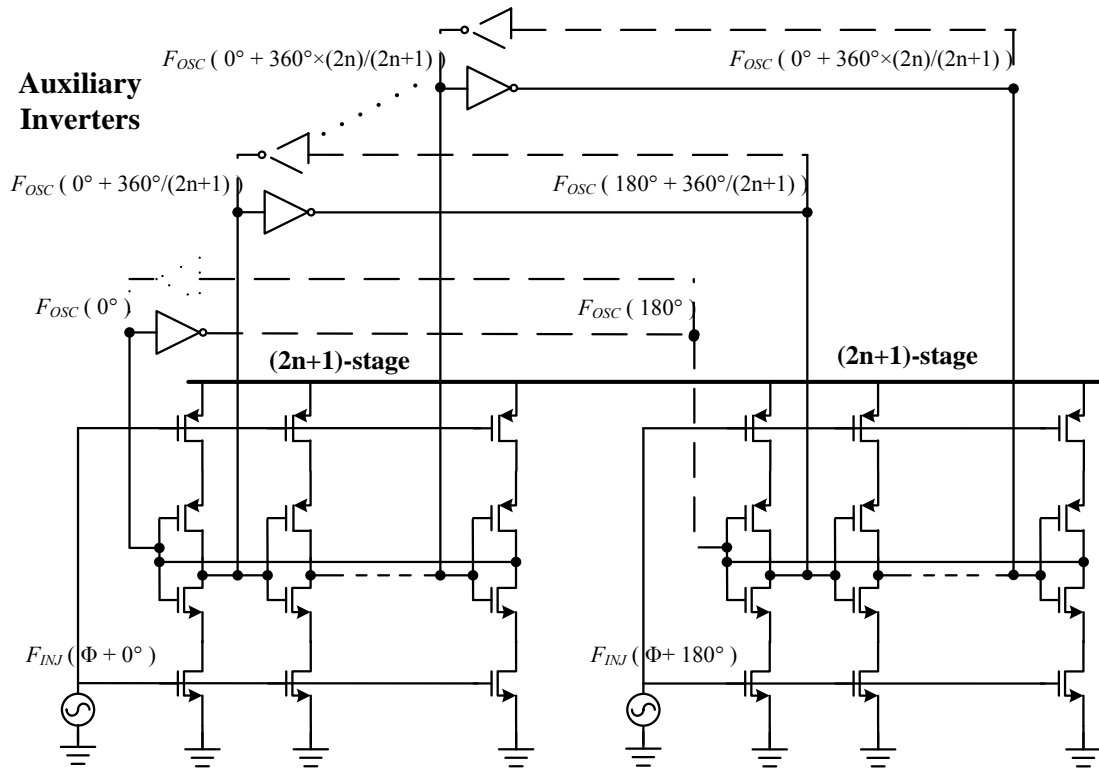 F_OSC ( 0° + 360°×(2n)/(2n+1) )
F_OSC ( 0° + 360°×(2n)/(2n+1) )
Auxiliary
Inverters
F_OSC ( 0° + 360°/(2n+1) )
F_OSC ( 180° + 360°/(2n+1) )
F_OSC ( 0° )
F_OSC ( 180° )
(2n+1)-stage
(2n+1)-stage
F_INJ ( Φ + 0° )
F_INJ ( Φ+ 180° )